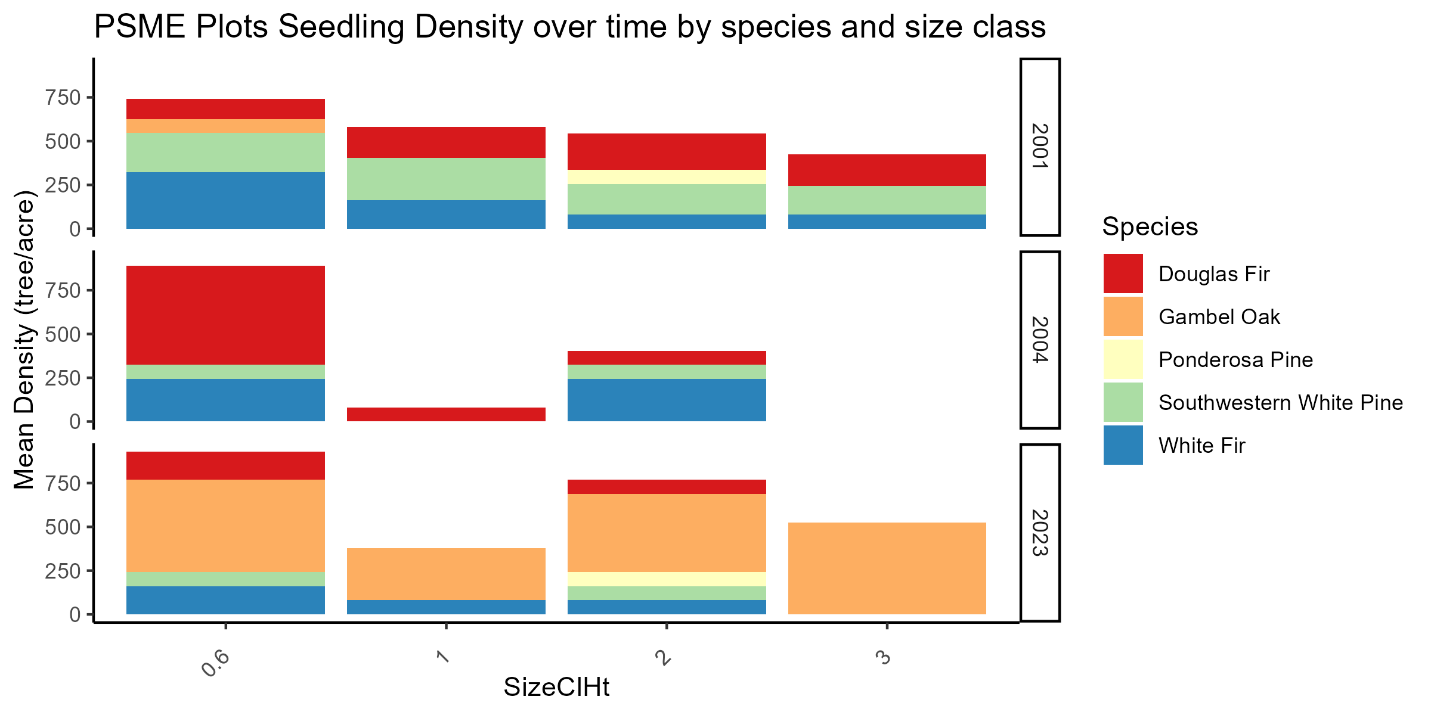 PSME Plots Seedling Density over time by species and size class
Mean Density (tree/acre)
750
500
250
0
2001
750
500
250
0
2004
750
500
250
0
2023
0.6
1
2
3
SizeClHt
Species
Douglas Fir
Gambel Oak
Ponderosa Pine
Southwestern White Pine
White Fir